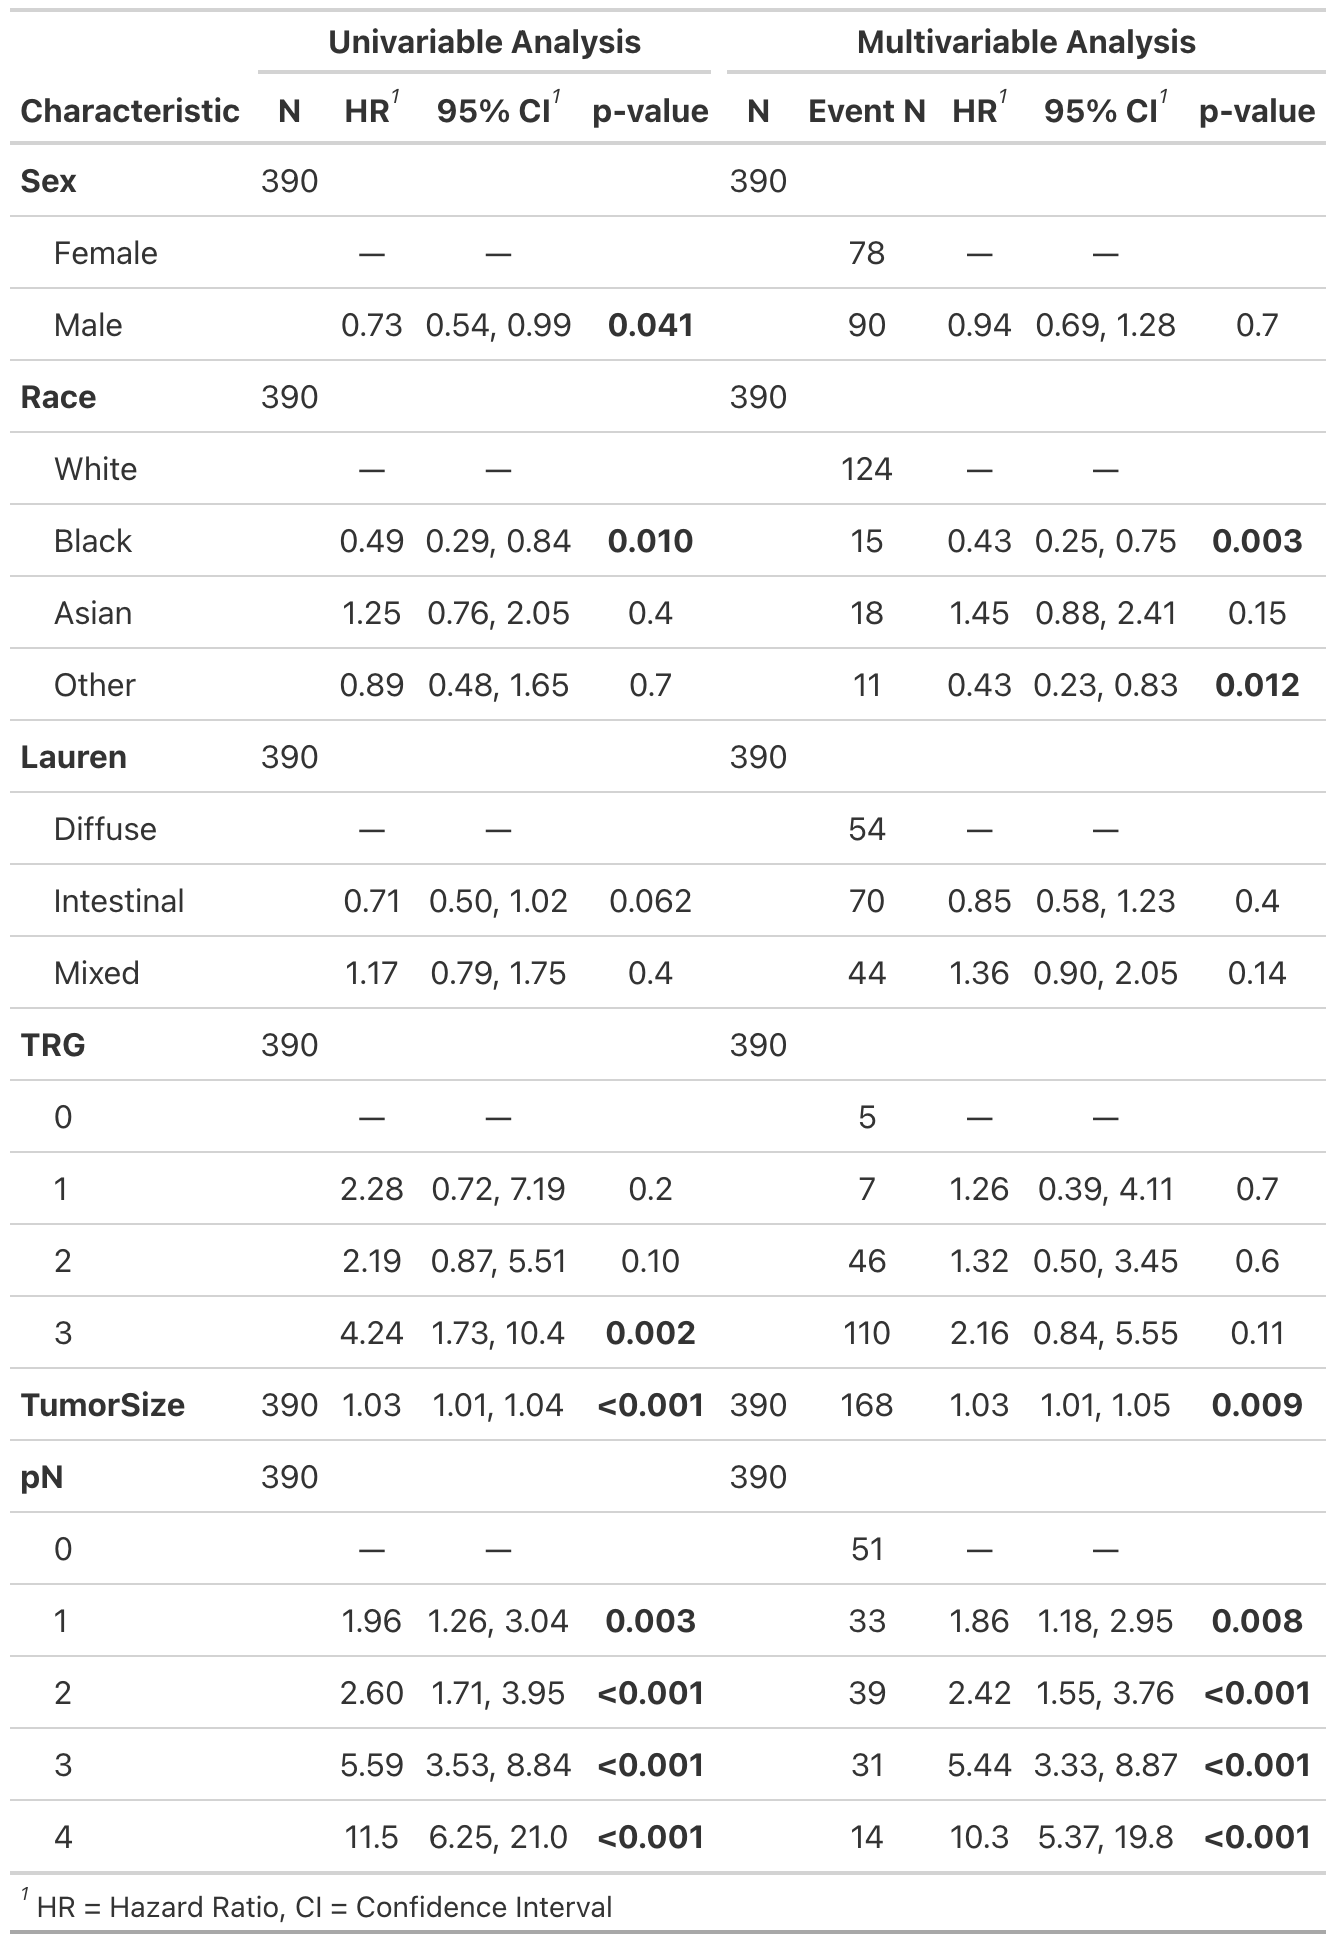 Univariable Analysis Multivariable Analysis
Characteristic N HR1 95% CI1 p-value N Event N HR1 95% CI1 p-value
Sex 390 390
Female — — 78 — —
Male 0.73 0.54, 0.99 0.041 90 0.94 0.69, 1.28 0.7
Race 390 390
White — — 124 — —
Black 0.49 0.29, 0.84 0.010 15 0.43 0.25, 0.75 0.003
Asian 1.25 0.76, 2.05 0.4 18 1.45 0.88, 2.41 0.15
Other 0.89 0.48, 1.65 0.7 11 0.43 0.23, 0.83 0.012
Lauren 390 390
Diffuse — — 54 — —
Intestinal 0.71 0.50, 1.02 0.062 70 0.85 0.58, 1.23 0.4
Mixed 1.17 0.79, 1.75 0.4 44 1.36 0.90, 2.05 0.14
TRG 390 390
0 — — 5 — —
1 2.28 0.72, 7.19 0.2 7 1.26 0.39, 4.11 0.7
2 2.19 0.87, 5.51 0.10 46 1.32 0.50, 3.45 0.6
3 4.24 1.73, 10.4 0.002 110 2.16 0.84, 5.55 0.11
TumorSize 390 1.03 1.01, 1.04 <0.001 390 168 1.03 1.01, 1.05 0.009
pN 390 390
0 — — 51 — —
1 1.96 1.26, 3.04 0.003 33 1.86 1.18, 2.95 0.008
2 2.60 1.71, 3.95 <0.001 39 2.42 1.55, 3.76 <0.001
3 5.59 3.53, 8.84 <0.001 31 5.44 3.33, 8.87 <0.001
4 11.5 6.25, 21.0 <0.001 14 10.3 5.37, 19.8 <0.001
1 HR = Hazard Ratio, CI = Confidence Interval